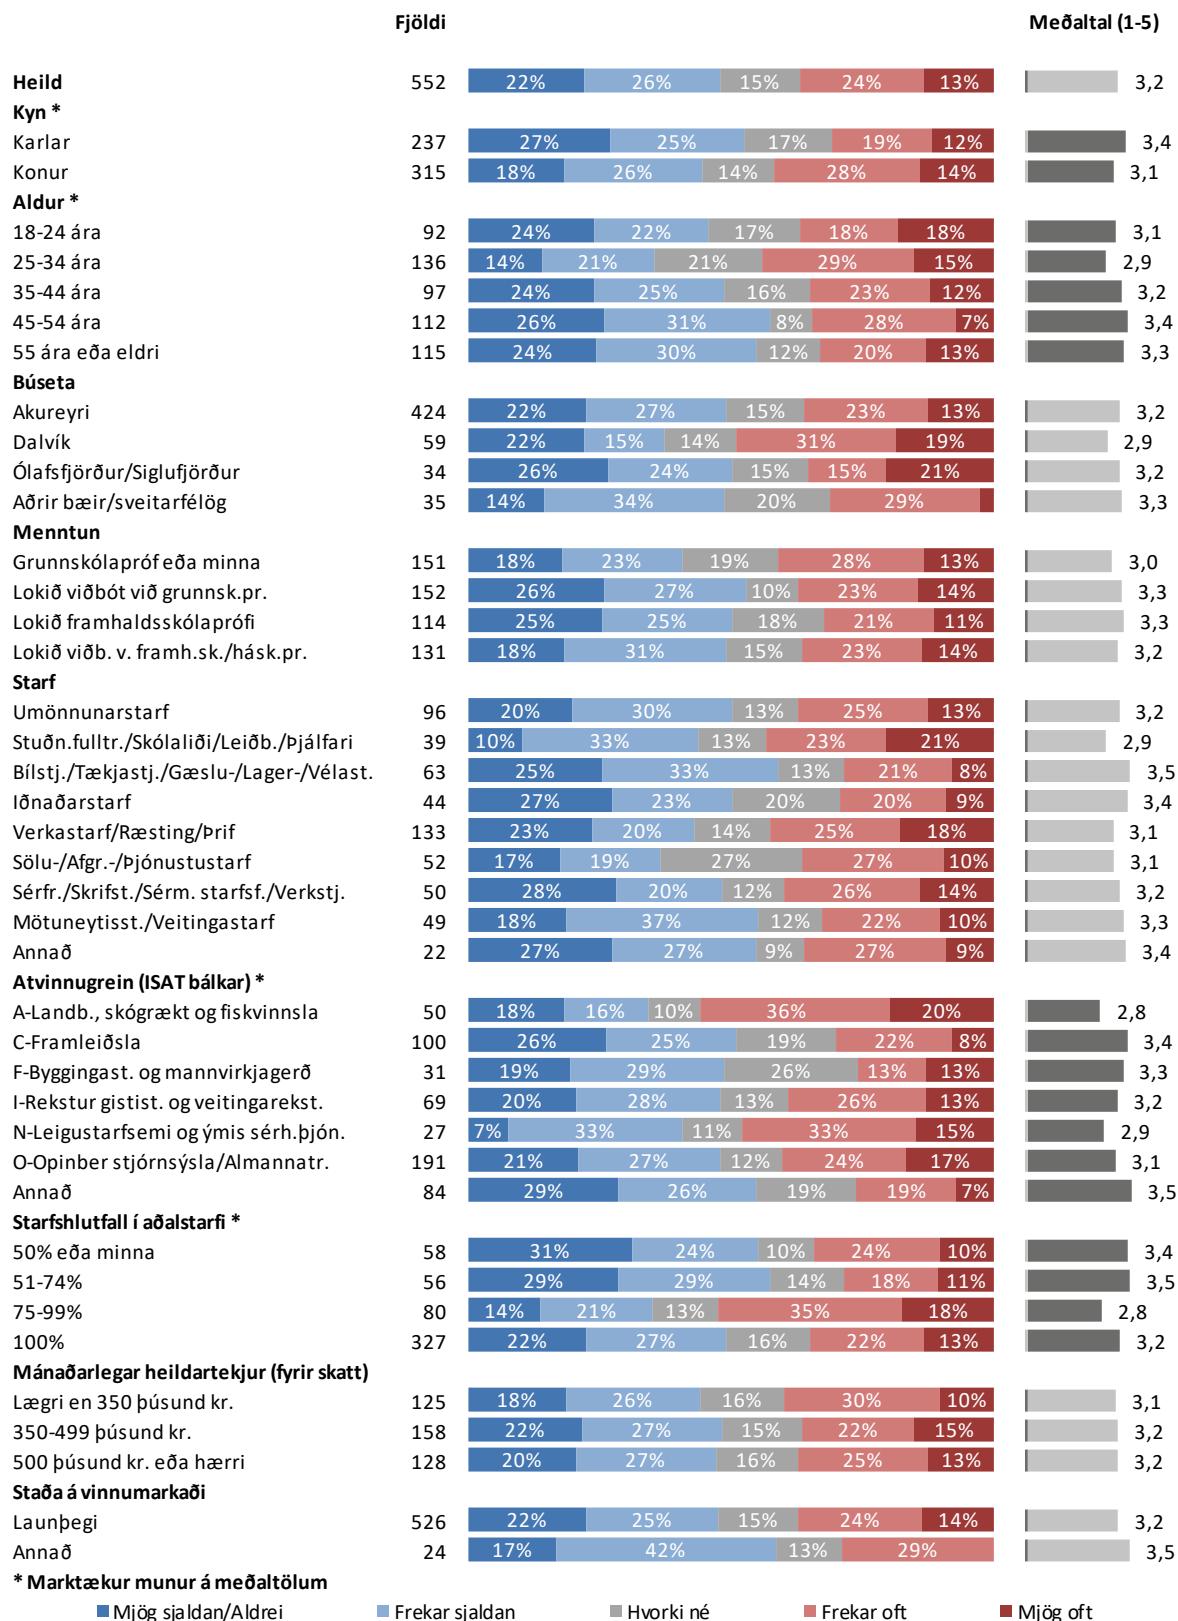 Fjöldi Meðaltal (1-5)
Heild 552 22% 26% 15% 24% 13% 3,2
Kyn *
Karlar 237 27% 25% 17% 19% 12% 3,4
Konur 315 18% 26% 14% 28% 14% 3,1
Aldur *
18-24 ára 92 24% 22% 17% 18% 18% 3,1
25-34 ára 136 14% 21% 21% 29% 15% 2,9
35-44 ára 97 24% 25% 16% 23% 12% 3,2
45-54 ára 112 26% 31% 8% 28% 7% 3,4
55 ára eða eldri 115 24% 30% 12% 20% 13% 3,3
Búseta
Akureyri 424 22% 27% 15% 23% 13% 3,2
Dalvík 59 22% 15% 14% 31% 19% 2,9
Ólafsfjörður/Siglufjörður 34 26% 24% 15% 15% 21% 3,2
Aðrir bæir/sveitarfélög 35 14% 34% 20% 29% 3,3
Menntun
Grunnskólapróf eða minna 151 18% 23% 19% 28% 13% 3,0
Lokið viðbót við grunnsk.pr. 152 26% 27% 10% 23% 14% 3,3
Lokið framhaldsskólaprófi 114 25% 25% 18% 21% 11% 3,3
Lokið viðb. v. framh.sk./hásk.pr. 131 18% 31% 15% 23% 14% 3,2
Starf
Umönnunarstarf 96 20% 30% 13% 25% 13% 3,2
Stuðn.fulltr./Skólaliði/Leiðb./Þjálfari 39 10% 33% 13% 23% 21% 2,9
Bílstj./Tækjastj./Gæslu-/Lager-/Vélast. 63 25% 33% 13% 21% 8% 3,5
Iðnaðarstarf 44 27% 23% 20% 20% 9% 3,4
Verkastarf/Ræsting/Þrif 133 23% 20% 14% 25% 18% 3,1
Sölu-/Afgr.-/Þjónustustarf 52 17% 19% 27% 27% 10% 3,1
Sérfr./Skrifst./Sérm. starfsf./Verkstj. 50 28% 20% 12% 26% 14% 3,2
Mötuneytisst./Veitingastarf 49 18% 37% 12% 22% 10% 3,3
Annað 22 27% 27% 9% 27% 9% 3,4
Atvinnugrein (ISAT bálkar) *
A-Landb., skógrækt og fiskvinnsla 50 18% 16% 10% 36% 20% 2,8
C-Framleiðsla 100 26% 25% 19% 22% 8% 3,4
F-Byggingast. og mannvirkjagerð 31 19% 29% 26% 13% 13% 3,3
I-Rekstur gistist. og veitingarekst. 69 20% 28% 13% 26% 13% 3,2
N-Leigustarfsemi og ýmis sérh.þjón. 27 7% 33% 11% 33% 15% 2,9
O-Opinber stjórnsýsla/Almannatr. 191 21% 27% 12% 24% 17% 3,1
Annað 84 29% 26% 19% 19% 7% 3,5
Starfshlutfall í aðalstarfi *
50% eða minna 58 31% 24% 10% 24% 10% 3,4
51-74% 56 29% 29% 14% 18% 11% 3,5
75-99% 80 14% 21% 13% 35% 18% 2,8
100% 327 22% 27% 16% 22% 13% 3,2
Mánaðarlegar heildartekjur (fyrir skatt)
Lægri en 350 þúsund kr. 125 18% 26% 16% 30% 10% 3,1
350-499 þúsund kr. 158 22% 27% 15% 22% 15% 3,2
500 þúsund kr. eða hærri 128 20% 27% 16% 25% 13% 3,2
Staða á vinnumarkaði
Launþegi 526 22% 25% 15% 24% 14% 3,2
Annað 24 17% 42% 13% 29% 3,5
* Marktækur munur á meðaltölum
Mjög sjaldan/Aldrei Frekar sjaldan Hvorki né Frekar oft Mjög oft